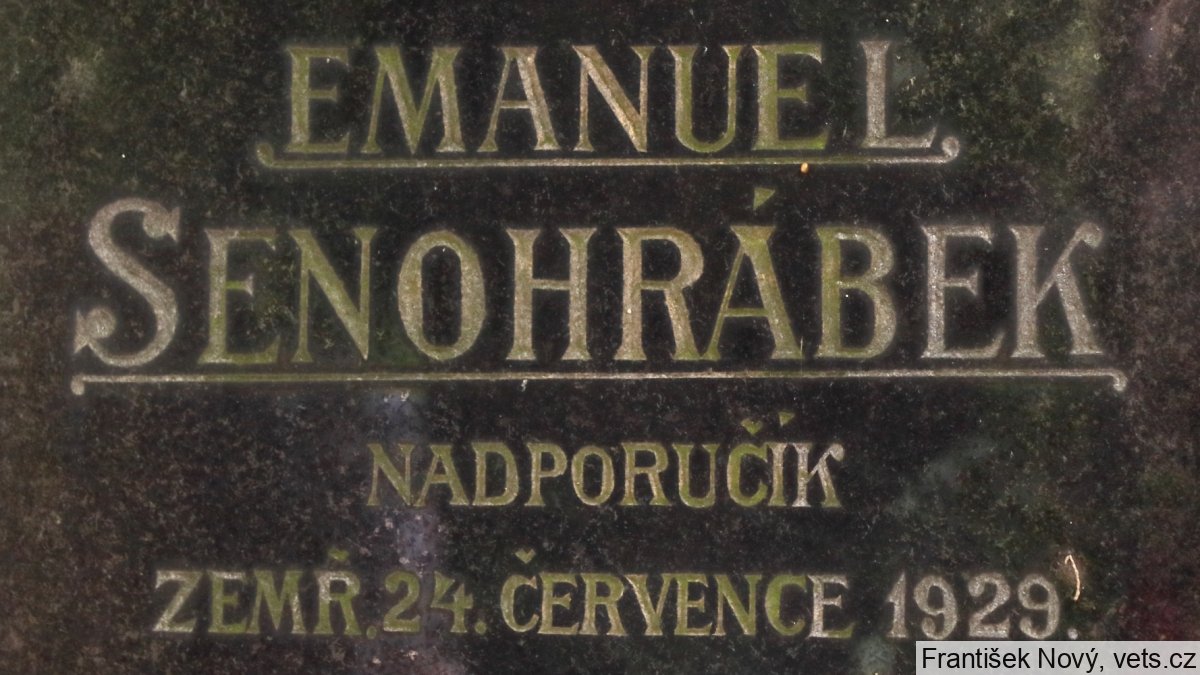 EMANUEL
SENOHRÁBEK
NADPORUČÍK
ZEMŘ. 24. ČERVENCE 1929.
František Nový, vets.cz